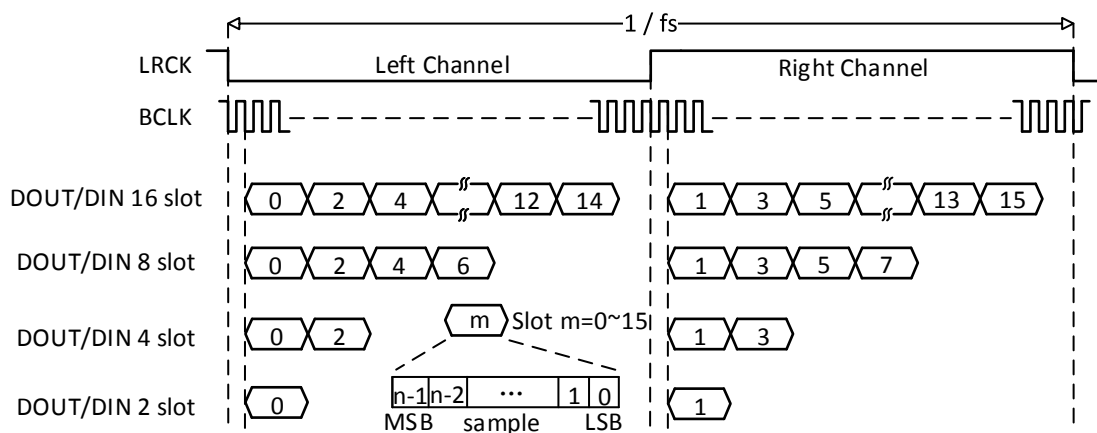 1 / fs
LRCK Left Channel Right Channel
BCLK
DOUT/DIN 16 slot 0 2 4 12 14 1 3 5 13 15
DOUT/DIN 8 slot 0 2 4 6 1 3 5 7
m Slot m=0~15
DOUT/DIN 4 slot 0 2 1 3
n-1 n-2 ... 1 0
DOUT/DIN 2 slot 0 1
MSB sample LSB